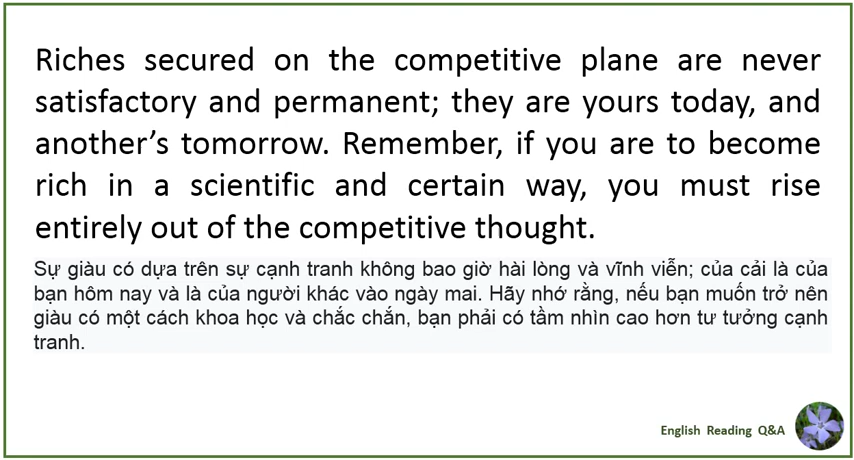 Riches secured on the competitive plane are never
satisfactory and permanent; they are yours today, and
another’s tomorrow. Remember, if you are to become
rich in a scientific and certain way, you must rise
entirely out of the competitive thought.
Sự giàu có dựa trên sự cạnh tranh không bao giờ hài lòng và vĩnh viễn; của cải là của
bạn hôm nay và là của người khác vào ngày mai. Hãy nhớ rằng, nếu bạn muốn trở nên
giàu có một cách khoa học và chắc chắn, bạn phải có tầm nhìn cao hơn tư tưởng cạnh
tranh.
English Reading Q&A